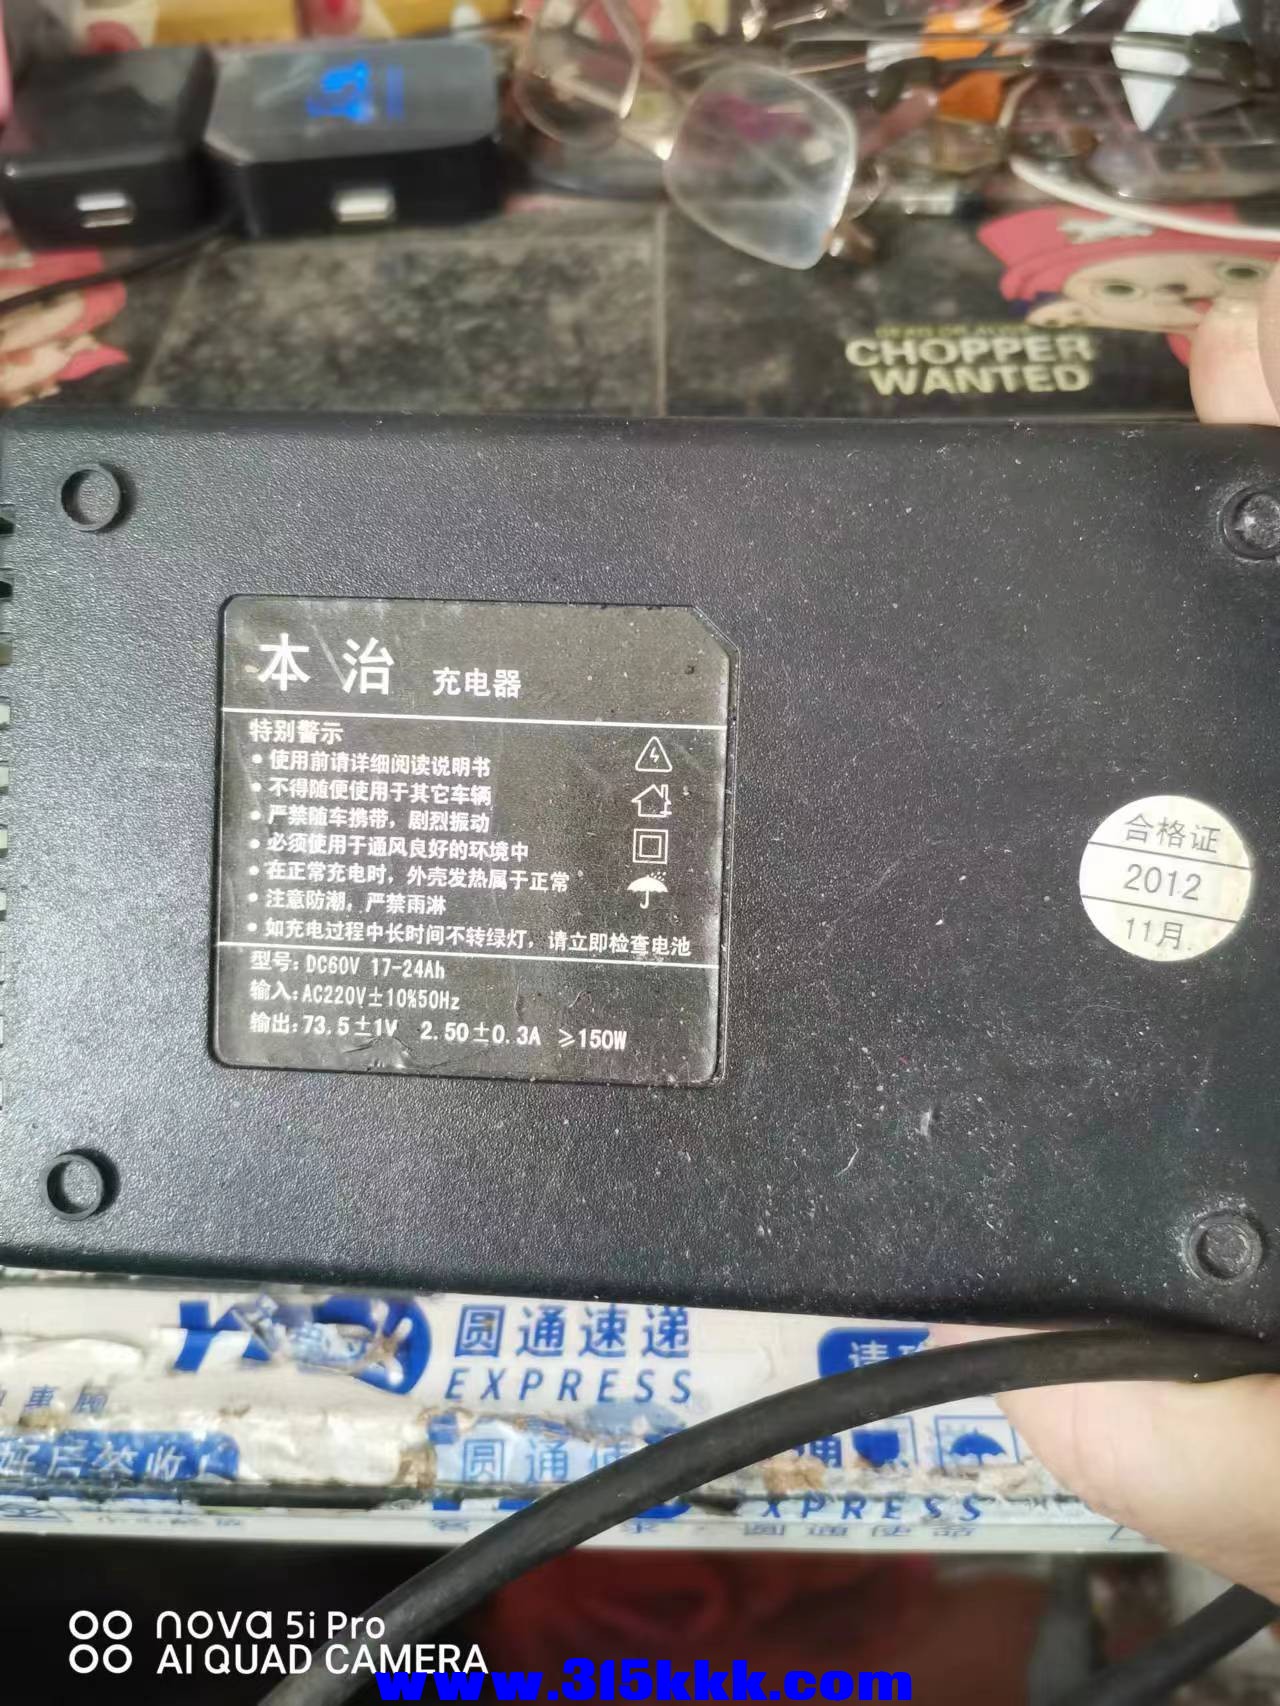 CHOPPER
WANTED
本治 充电器
特别警示
• 使用前请详细阅读说明书
• 不得随便使用于其它车辆
• 严禁随车携带，剧烈振动
• 必须使用于通风良好的环境中
• 在正常充电时，外壳发热属于正常
• 注意防潮，严禁雨淋
• 如充电过程中长时间不转绿灯，请立即检查电池
型号: DC60V 17-24Ah
输入: AC220V±10%50Hz
输出: 73.5±1V 2.50±0.3A ≥150W
合格证
2012
11月.
圆通速递
EXPRESS
圆通
XPRESS
nova 5i Pro
AI QUAD CAMERA
www.315kkk.com